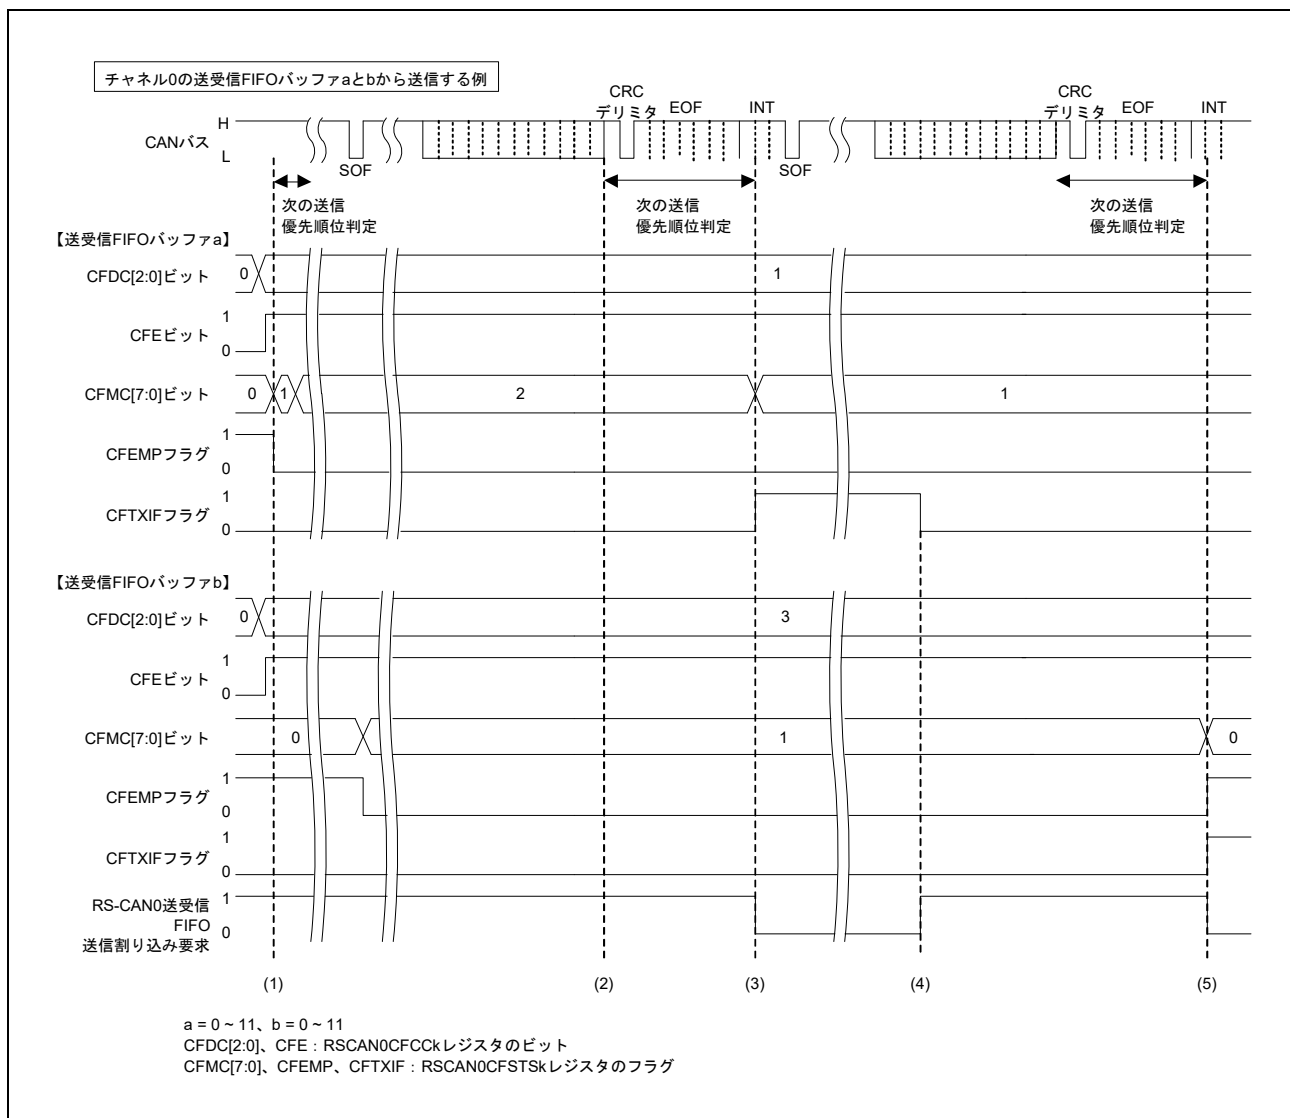 チャネル0の送受信FIFOバッファaとbから送信する例
CRC
デリミタ
EOF
INT
CRC
デリミタ
EOF
INT
H
CANバス
L
SOF
SOF
次の送信
優先順位判定
次の送信
優先順位判定
次の送信
優先順位判定
【送受信FIFOバッファa】
CFDC[2:0]ビット 0 1
1
CFEビット
0
CFMC[7:0]ビット 0 1 2 1
1
CFEMPフラグ
0
1
CFTXIFフラグ
0
【送受信FIFOバッファb】
CFDC[2:0]ビット 0 3
1
CFEビット
0
CFMC[7:0]ビット 0 1 0
1
CFEMPフラグ
0
1
CFTXIFフラグ
0
RS-CAN0送受信 1
FIFO
0
送信割り込み要求
(1) (2) (3) (4) (5)
a = 0 ~ 11、b = 0 ~ 11
CFDC[2:0]、CFE : RSCAN0CFCCkレジスタのビット
CFMC[7:0]、CFEMP、CFTXIF : RSCAN0CFSTSkレジスタのフラグ